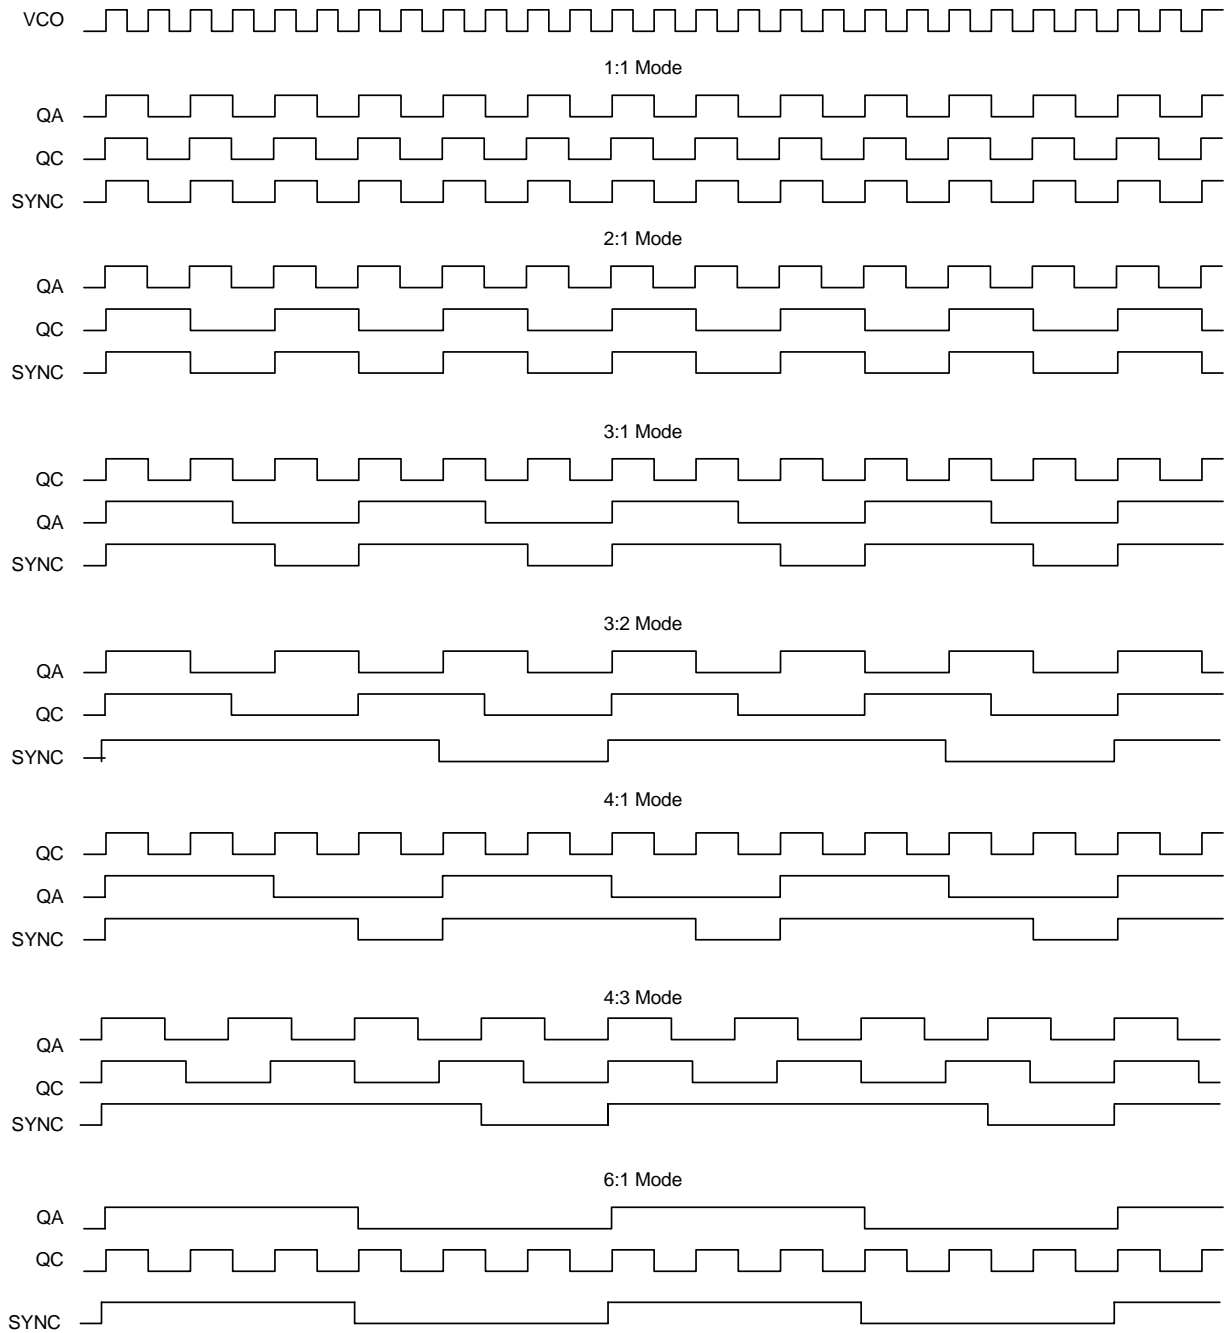 VCO
1:1 Mode
QA
QC
SYNC
2:1 Mode
QA
QC
SYNC
3:1 Mode
QC
QA
SYNC
3:2 Mode
QA
QC
SYNC
4:1 Mode
QC
QA
SYNC
4:3 Mode
QA
QC
SYNC
6:1 Mode
QA
QC
SYNC